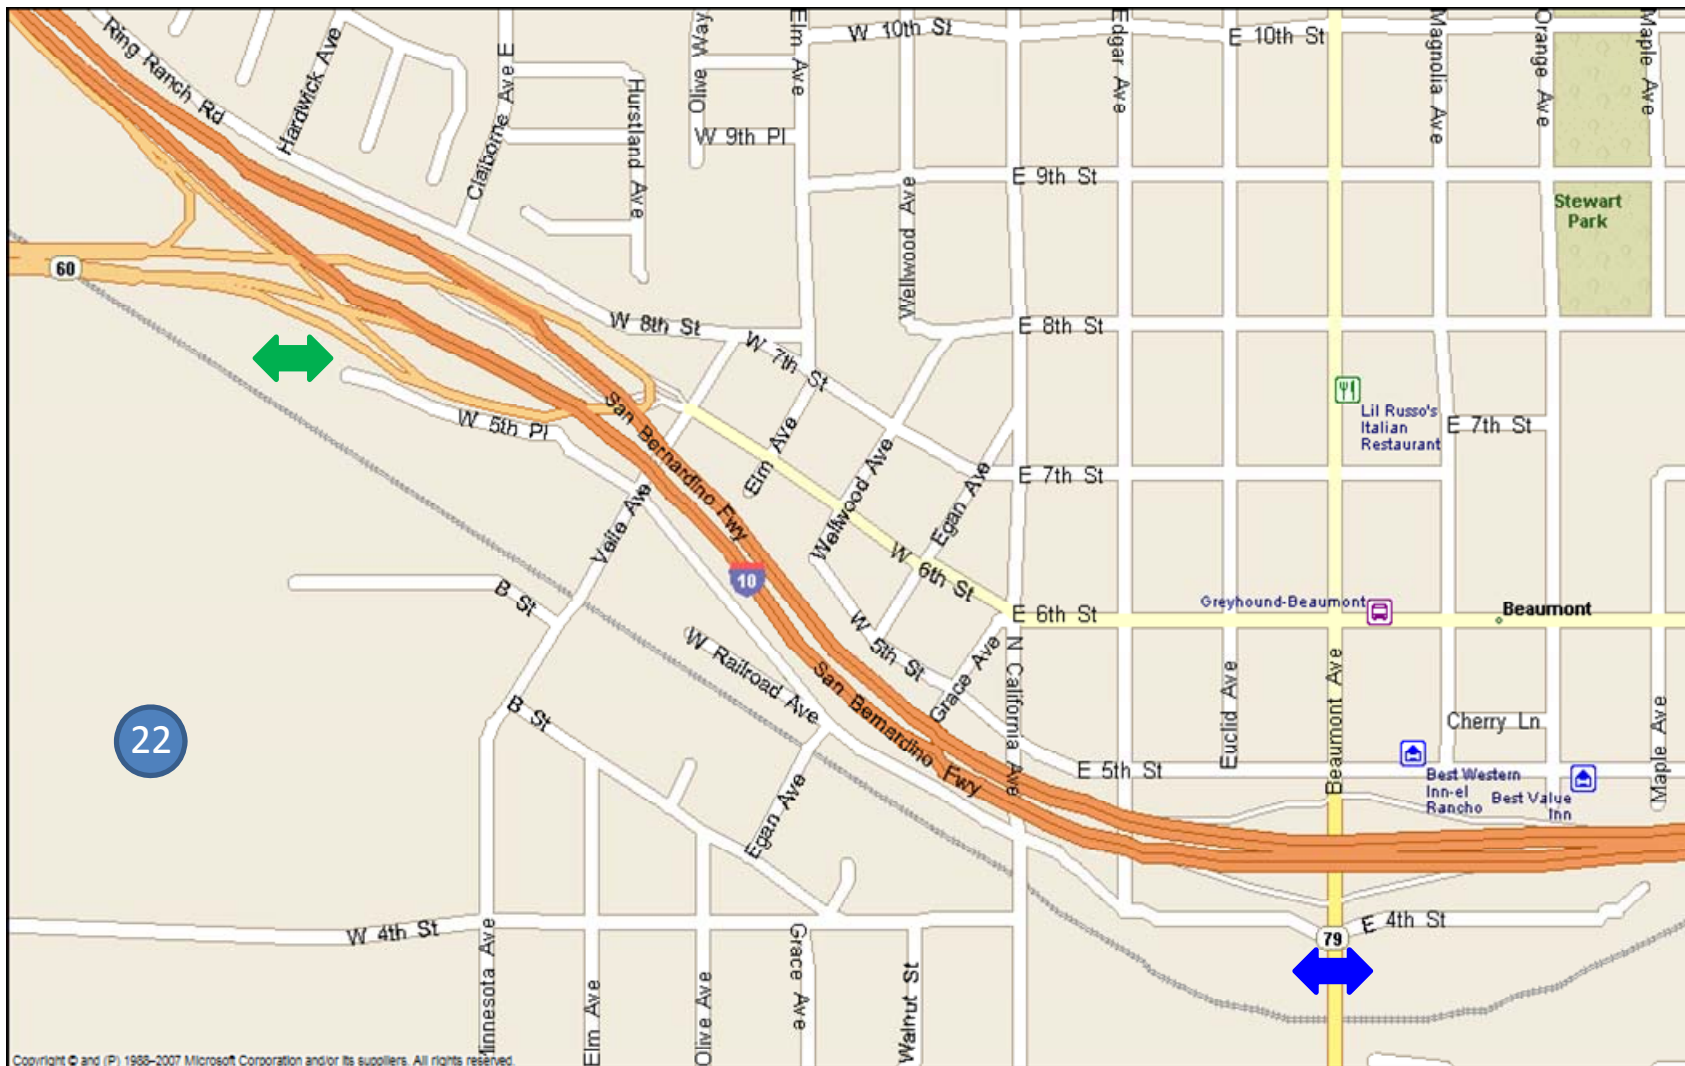 Ring Ranch Rd
Hardwick Ave
Claiborne Ave E
Hurstland Ave
Olive Way
Elm Ave
W 10th St
Edgar Ave
E 10th St
Magnolia Ave
Orange Ave
Maple Ave
W 9th Pl
E 9th St
Wellwood Ave
Stewart
Park
60
W 8th St
E 8th St
W 7th St
Lil Russo's
Italian
Restaurant
E 7th St
W 5th Pl
San Bernardino Fwy
Elm Ave
Wellwood Ave
Egan Ave
E 7th St
Velie Ave
10
W 6th St
B St
Greyhound-Beaumont
Beaumont
E 6th St
W Railroad Ave
W 5th St
Grace Ave
N California Ave
Euclid Ave
Beaumont Ave
B St
22
San Bernardino Fwy
Cherry Ln
Maple Ave
E 5th St
Best Western
Inn-el
Rancho
Best Value
Inn
Egan Ave
W 4th St
Minnesota Ave
Elm Ave
Olive Ave
Grace Ave
Walnut St
79
E 4th St
Copyright © and (P) 1988–2007 Microsoft Corporation and/or its suppliers. All rights reserved.